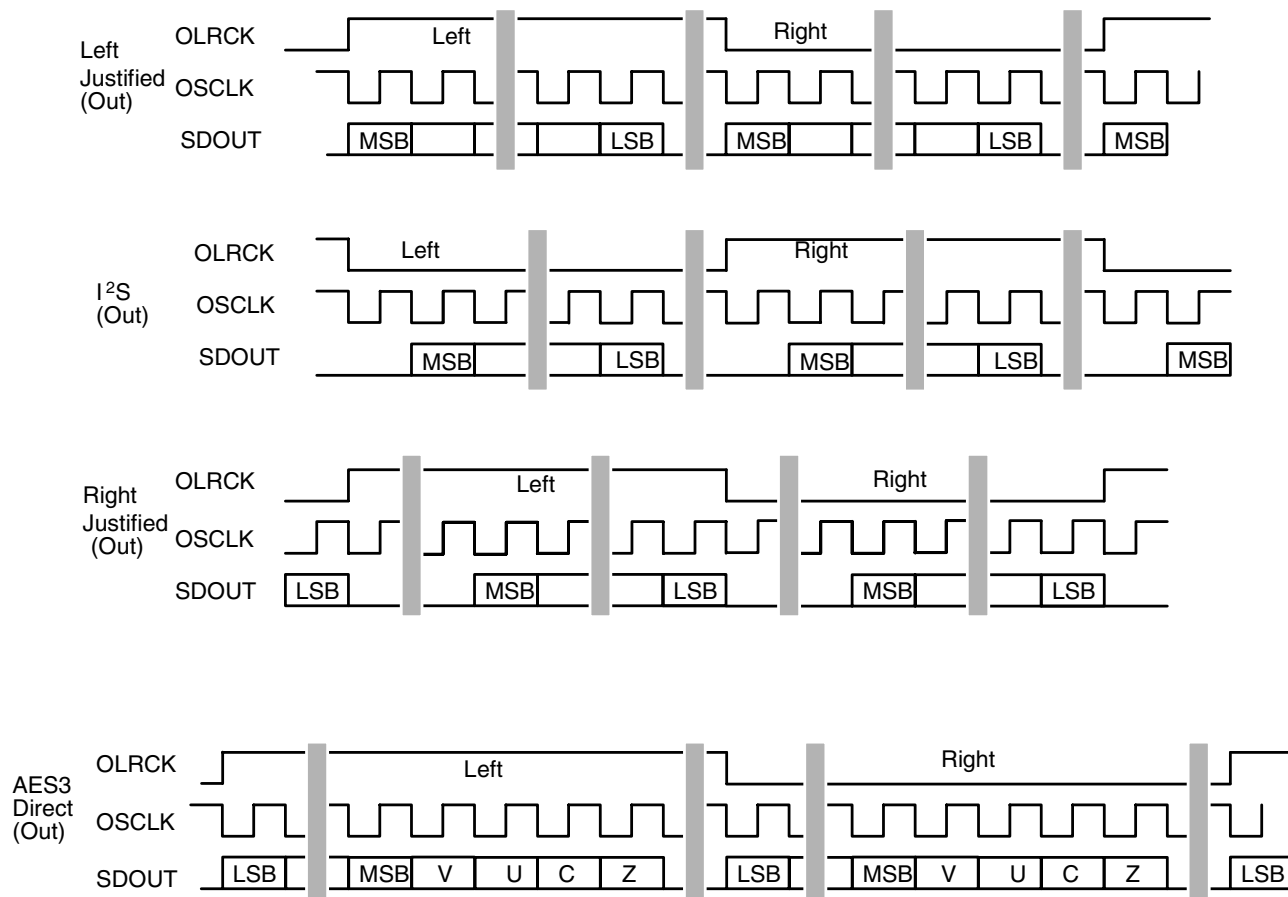 Left
Justified
(Out)
OLRCK
Left
Right
OSCLK
SDOUT
MSB
LSB
MSB
LSB
MSB
I²S
(Out)
OLRCK
Left
Right
OSCLK
SDOUT
MSB
LSB
MSB
LSB
MSB
Right
Justified
(Out)
OLRCK
Left
Right
OSCLK
SDOUT
LSB
MSB
LSB
MSB
LSB
AES3
Direct
(Out)
OLRCK
Left
Right
OSCLK
SDOUT
LSB
MSB
V
U
C
Z
LSB
MSB
V
U
C
Z
LSB